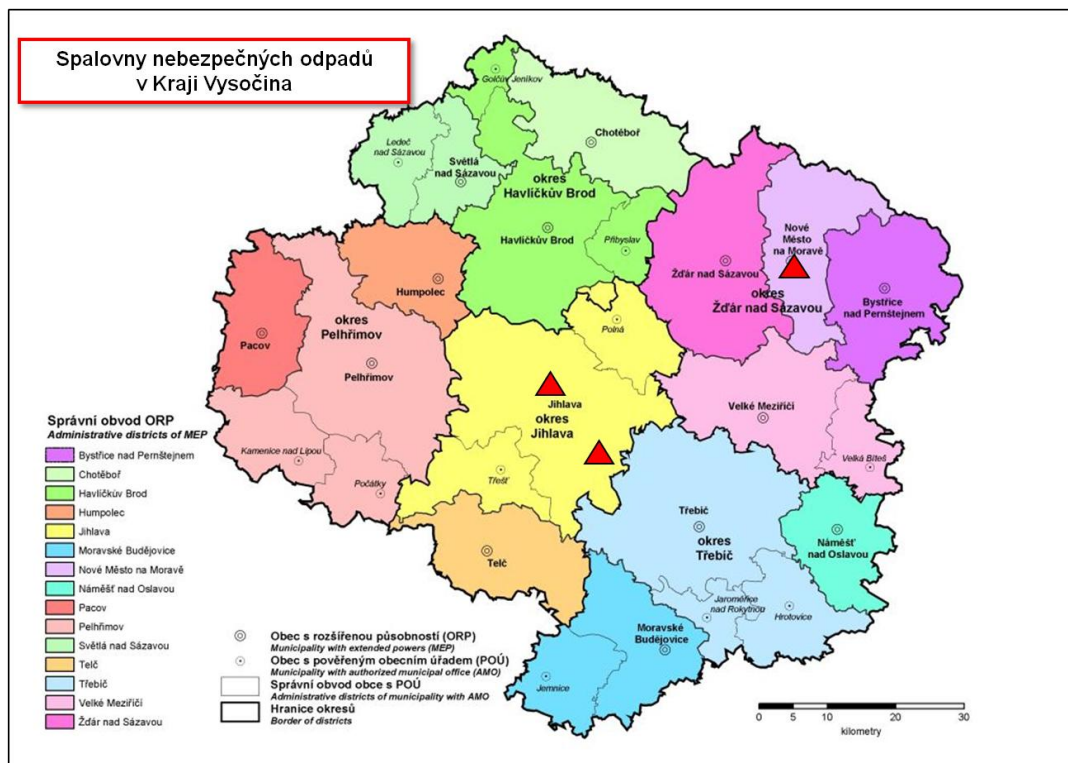 Spalovny nebezpečných odpadů
v Kraji Vysočina
Golčův Jeníkov
Chotěboř
Ledeč
nad Sázavou
Světlá
nad Sázavou
okres
Havlíčkův Brod
Havlíčkův Brod
Přibyslav
Nové
Město
na Moravě
Žďár nad Sázavou
okres
Žďár nad Sázavou
Bystřice
nad Pernštejnem
Humpolec
okres
Pelhřimov
Pacov
Pelhřimov
Polná
Jihlava
okres
Jihlava
Velké Meziříčí
Velká Bíteš
Kamenice nad Lipou
Počátky
Třešť
Telč
Třebíč
okres
Třebíč
Náměšť
nad Oslavou
Jaroměřice
nad Rokytnou
Hrotovice
Moravské
Budějovice
Jemnice
Správní obvod ORP
Administrative districts of MEP
Bystřice nad Pernštejnem
Chotěboř
Havlíčkův Brod
Humpolec
Jihlava
Moravské Budějovice
Nové Město na Moravě
Náměšť nad Oslavou
Pacov
Pelhřimov
Světlá nad Sázavou
Telč
Třebíč
Velké Meziříčí
Žďár nad Sázavou
Obec s rozšířenou působností (ORP)
Municipality with extended powers (MEP)
Obec s pověřeným obecním úřadem (POÚ)
Municipality with authorized municipal office (AMO)
Správní obvod obce s POÚ
Administrative districts of municipality with AMO
Hranice okresů
Border of districts
0 5 10 20 30
kilometry